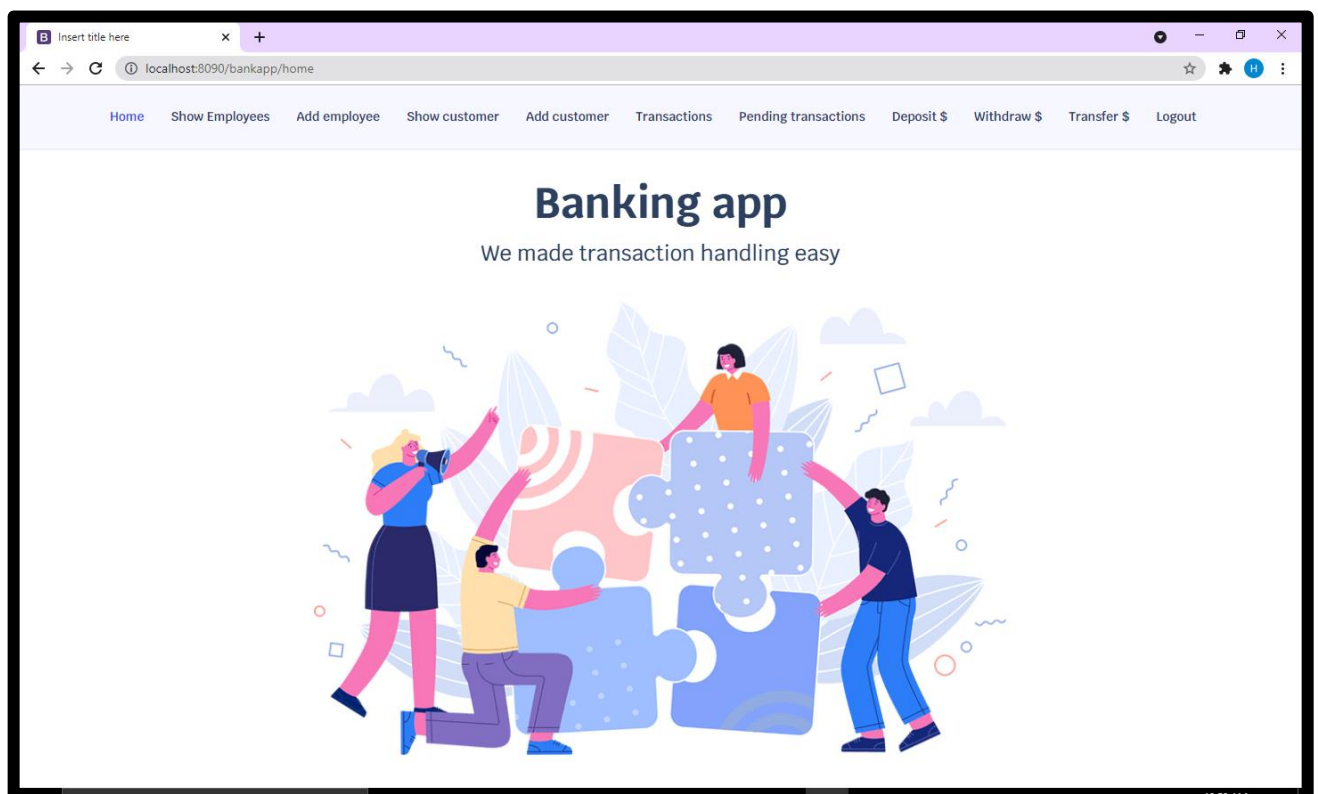 B Insert title here
localhost:8090/bankapp/home
H
Home Show Employees Add employee Show customer Add customer Transactions Pending transactions Deposit $ Withdraw $ Transfer $ Logout
Banking app
We made transaction handling easy